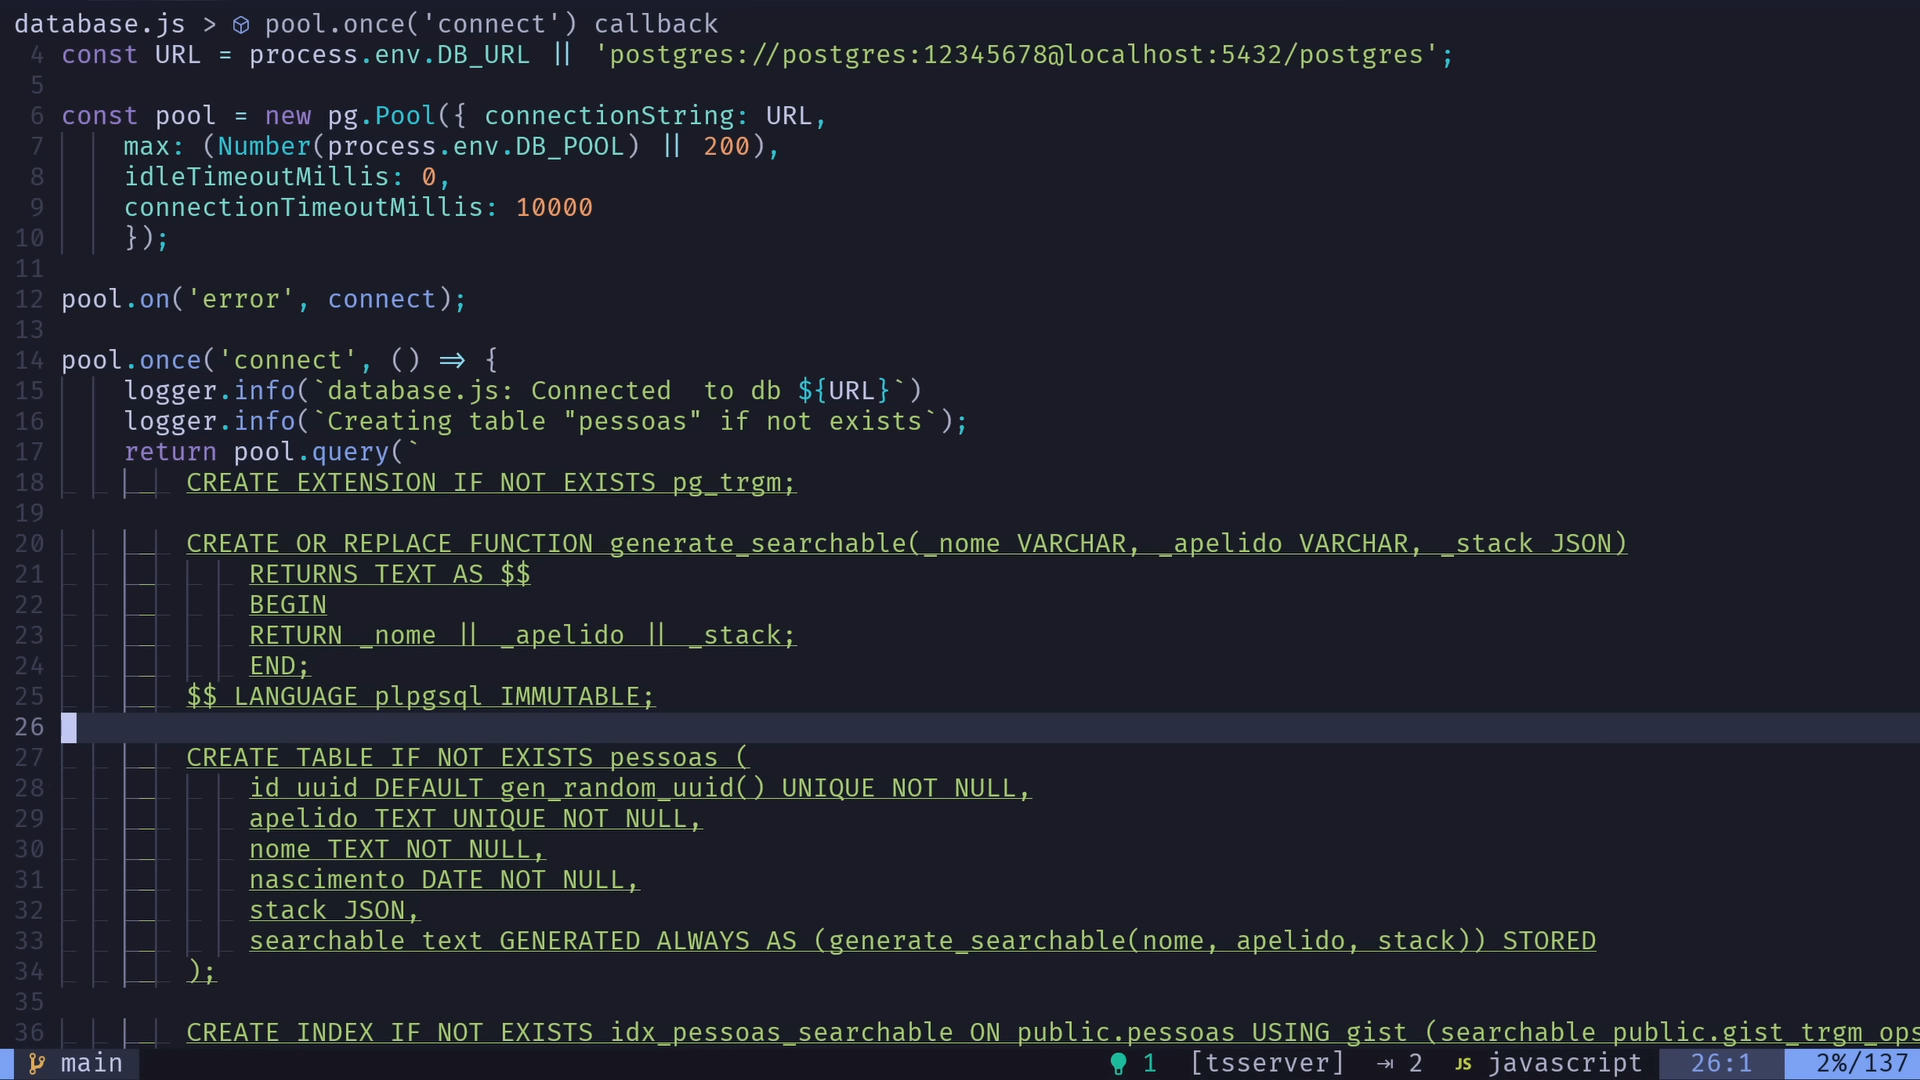 database.js > pool.once('connect') callback
4 const URL = process.env.DB_URL || 'postgres://postgres:12345678@localhost:5432/postgres';
5
6 const pool = new pg.Pool({ connectionString: URL,
7 max: (Number(process.env.DB_POOL) || 200),
8 idleTimeoutMillis: 0,
9 connectionTimeoutMillis: 10000
10 });
11
12 pool.on('error', connect);
13
14 pool.once('connect', () => {
15 logger.info(`database.js: Connected  to db ${URL}`)
16 logger.info(`Creating table "pessoas" if not exists`);
17 return pool.query(`
18 CREATE EXTENSION IF NOT EXISTS pg_trgm;
19
20 CREATE OR REPLACE FUNCTION generate_searchable(_nome VARCHAR, _apelido VARCHAR, _stack JSON)
21 RETURNS TEXT AS $$
22 BEGIN
23 RETURN _nome || _apelido || _stack;
24 END;
25 $$ LANGUAGE plpgsql IMMUTABLE;
26
27 CREATE TABLE IF NOT EXISTS pessoas (
28 id uuid DEFAULT gen_random_uuid() UNIQUE NOT NULL,
29 apelido TEXT UNIQUE NOT NULL,
30 nome TEXT NOT NULL,
31 nascimento DATE NOT NULL,
32 stack JSON,
33 searchable text GENERATED ALWAYS AS (generate_searchable(nome, apelido, stack)) STORED
34 );
35
36 CREATE INDEX IF NOT EXISTS idx_pessoas_searchable ON public.pessoas USING gist (searchable public.gist_trgm_ops
main 1 [tsserver] ⇥ 2 JS javascript 26:1 2%/137